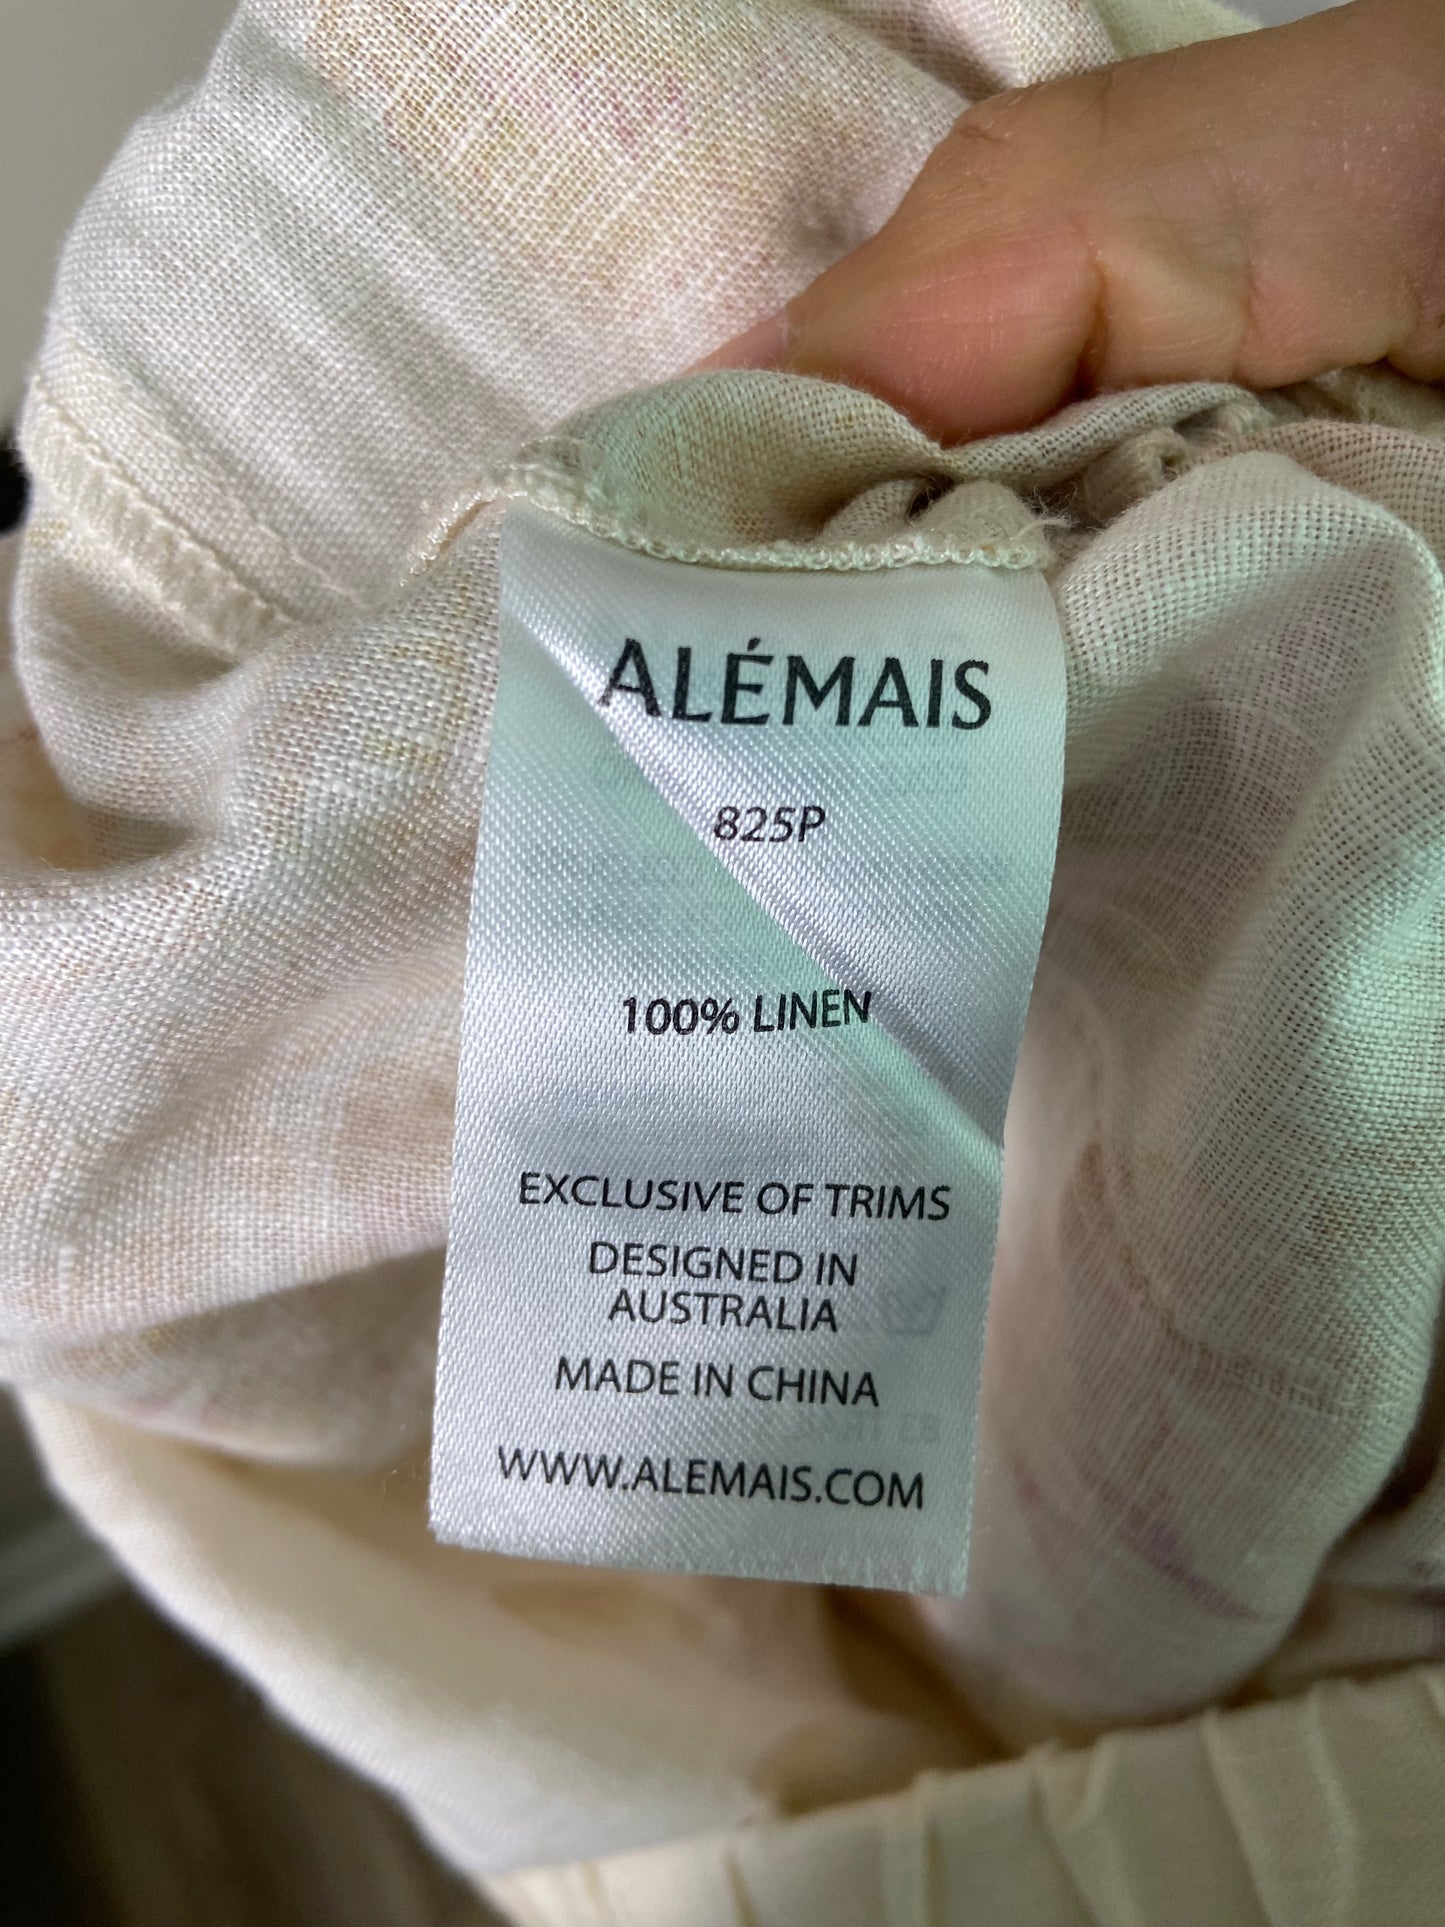 ALÉMAIS
825P
100% LINEN
EXCLUSIVE OF TRIMS
DESIGNED IN
AUSTRALIA
MADE IN CHINA
WWW.ALEMAIS.COM